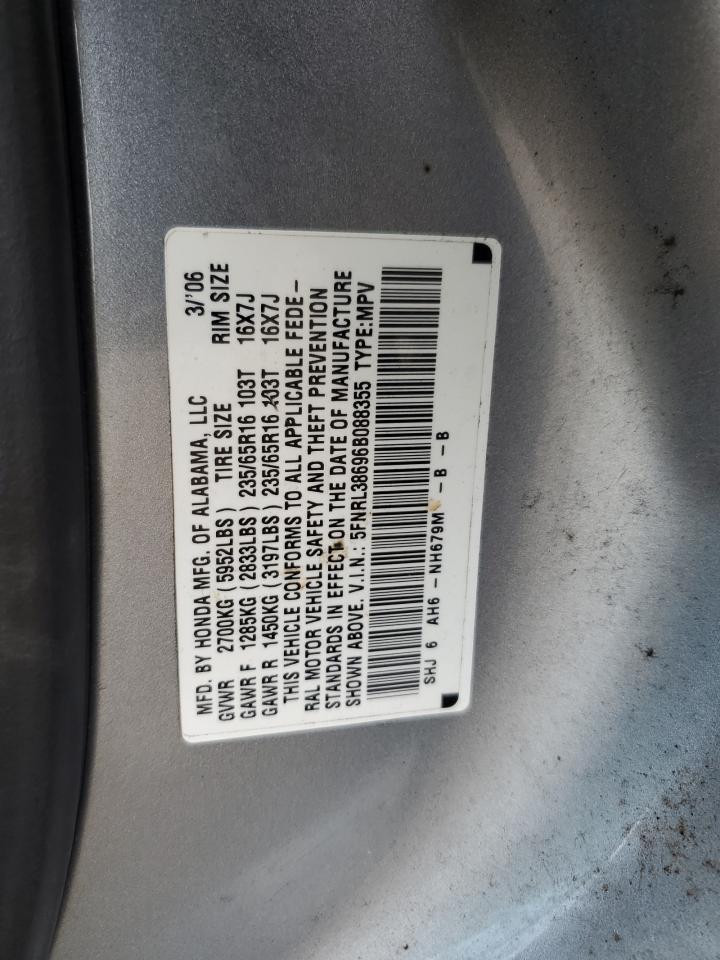 MFD. BY HONDA MFG. OF ALABAMA, LLC 3/'06
GVWR 2700KG (5952LBS) TIRE SIZE RIM SIZE
GAWR F 1285KG (2833LBS) 235/65R16 103T 16X7J
GAWR R 1450KG (3197LBS) 235/65R16 103T 16X7J
THIS VEHICLE CONFORMS TO ALL APPLICABLE FEDE-
RAL MOTOR VEHICLE SAFETY AND THEFT PREVENTION
STANDARDS IN EFFECT ON THE DATE OF MANUFACTURE
SHOWN ABOVE. V.I.N.: 5FNRL38696B088355 TYPE:MPV
SHJ 6 AH6 -NH679M -B -B